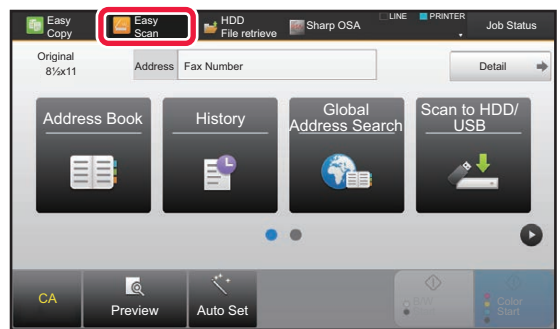 Easy
Copy
Easy
Scan
HDD
File retrieve
Sharp OSA
LINE
PRINTER
Job Status
Original
8½x11
Address
Fax Number
Detail
Address Book
History
Global
Address Search
Scan to HDD/
USB
CA
Preview
Auto Set
B/W
Start
Color
Start